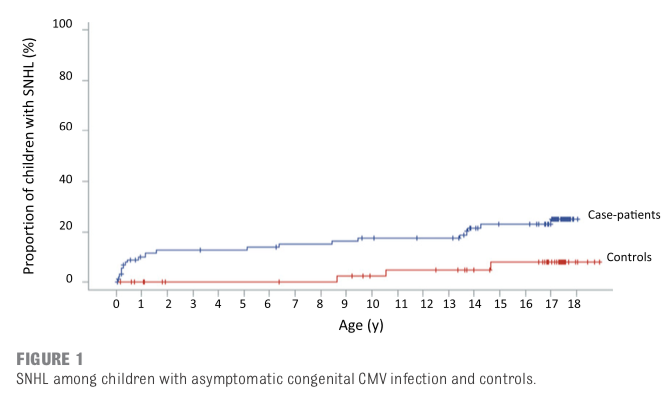 Proportion of children with SNHL (%)
100
80
60
40
20
0
Case-patients
Controls
0 1 2 3 4 5 6 7 8 9 10 11 12 13 14 15 16 17 18
Age (y)
FIGURE 1
SNHL among children with asymptomatic congenital CMV infection and controls.